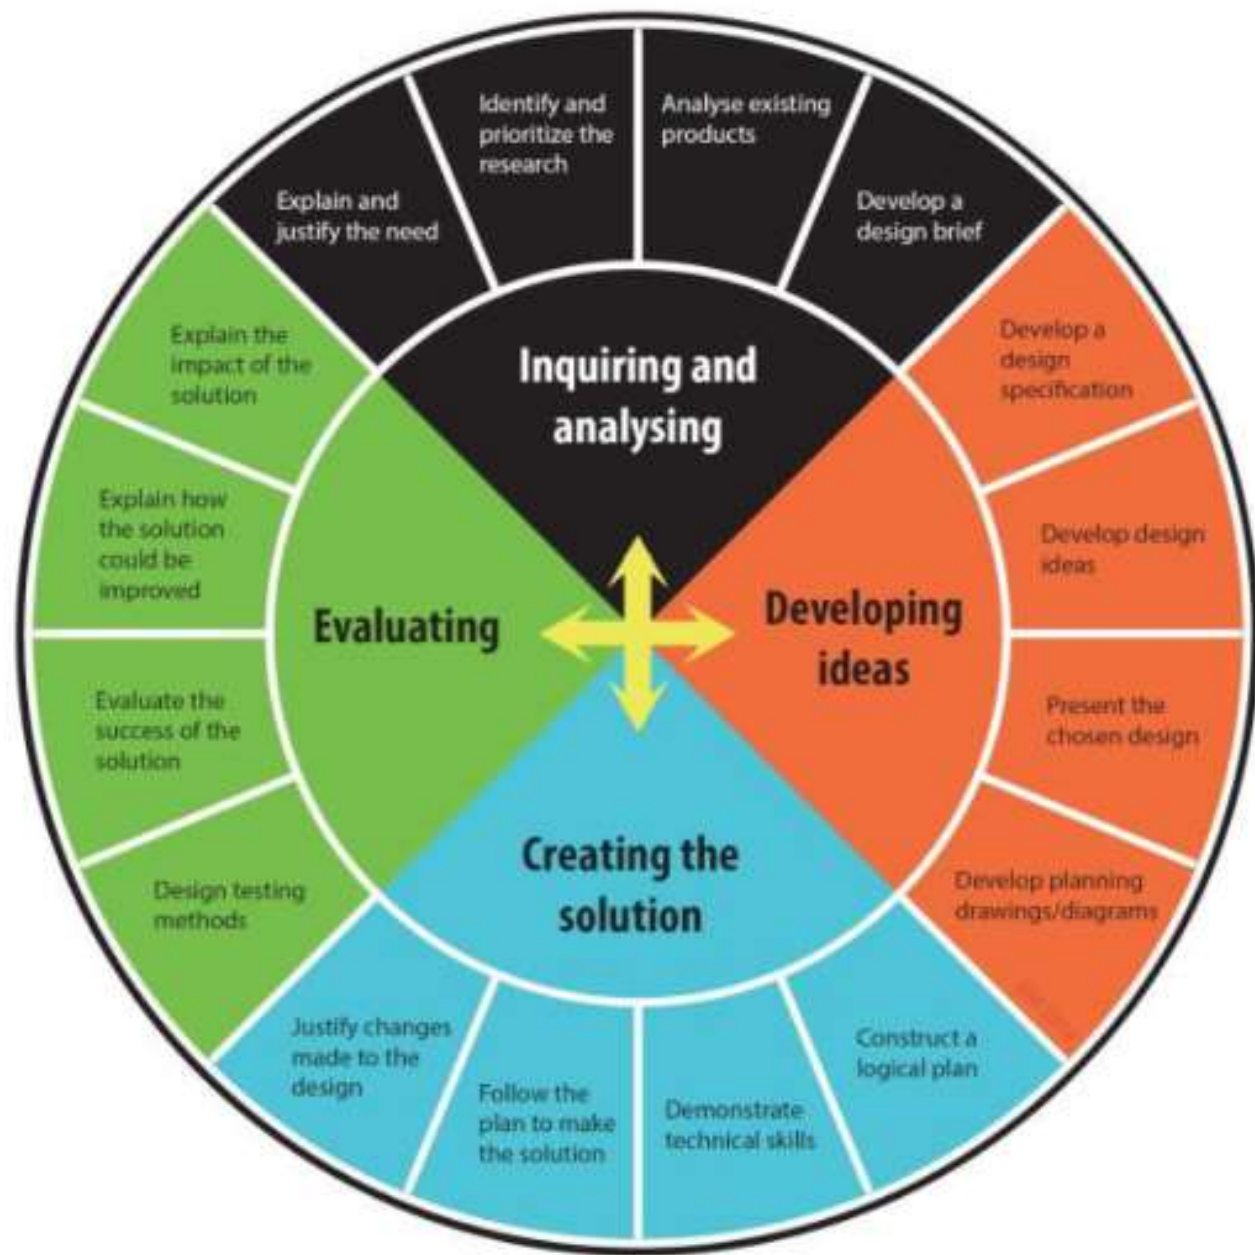 Inquiring and
analysing
Explain and
justify the need
Identify and
prioritize the
research
Analyse existing
products
Develop a
design brief
Developing
ideas
Develop a
design
specification
Develop design
ideas
Present the
chosen design
Develop planning
drawings/diagrams
Creating the
solution
Construct a
logical plan
Demonstrate
technical skills
Follow the
plan to make
the solution
Justify changes
made to the
design
Evaluating
Design testing
methods
Evaluate the
success of the
solution
Explain how
the solution
could be
improved
Explain the
impact of the
solution